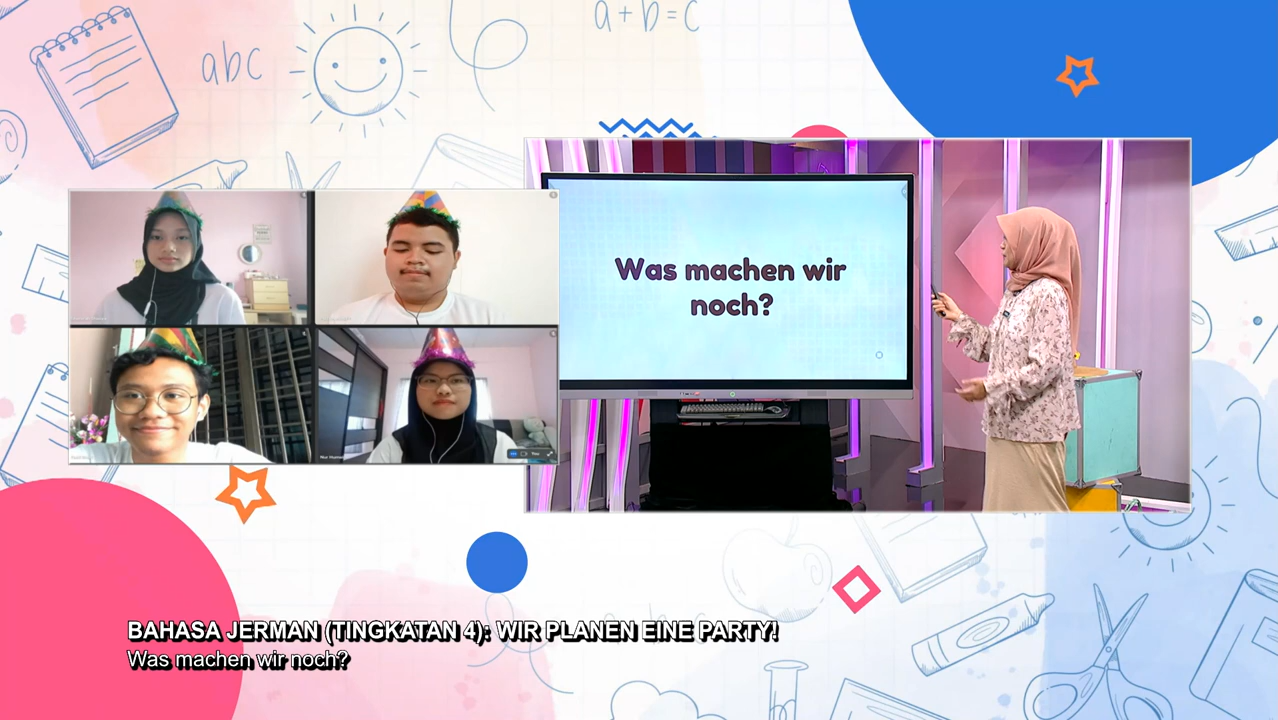 a+b=c
abc
Was machen wir
noch?
BAHASA JERMAN (TINGKATAN 4): WIR PLANEN EINE PARTY!
Was machen wir noch?